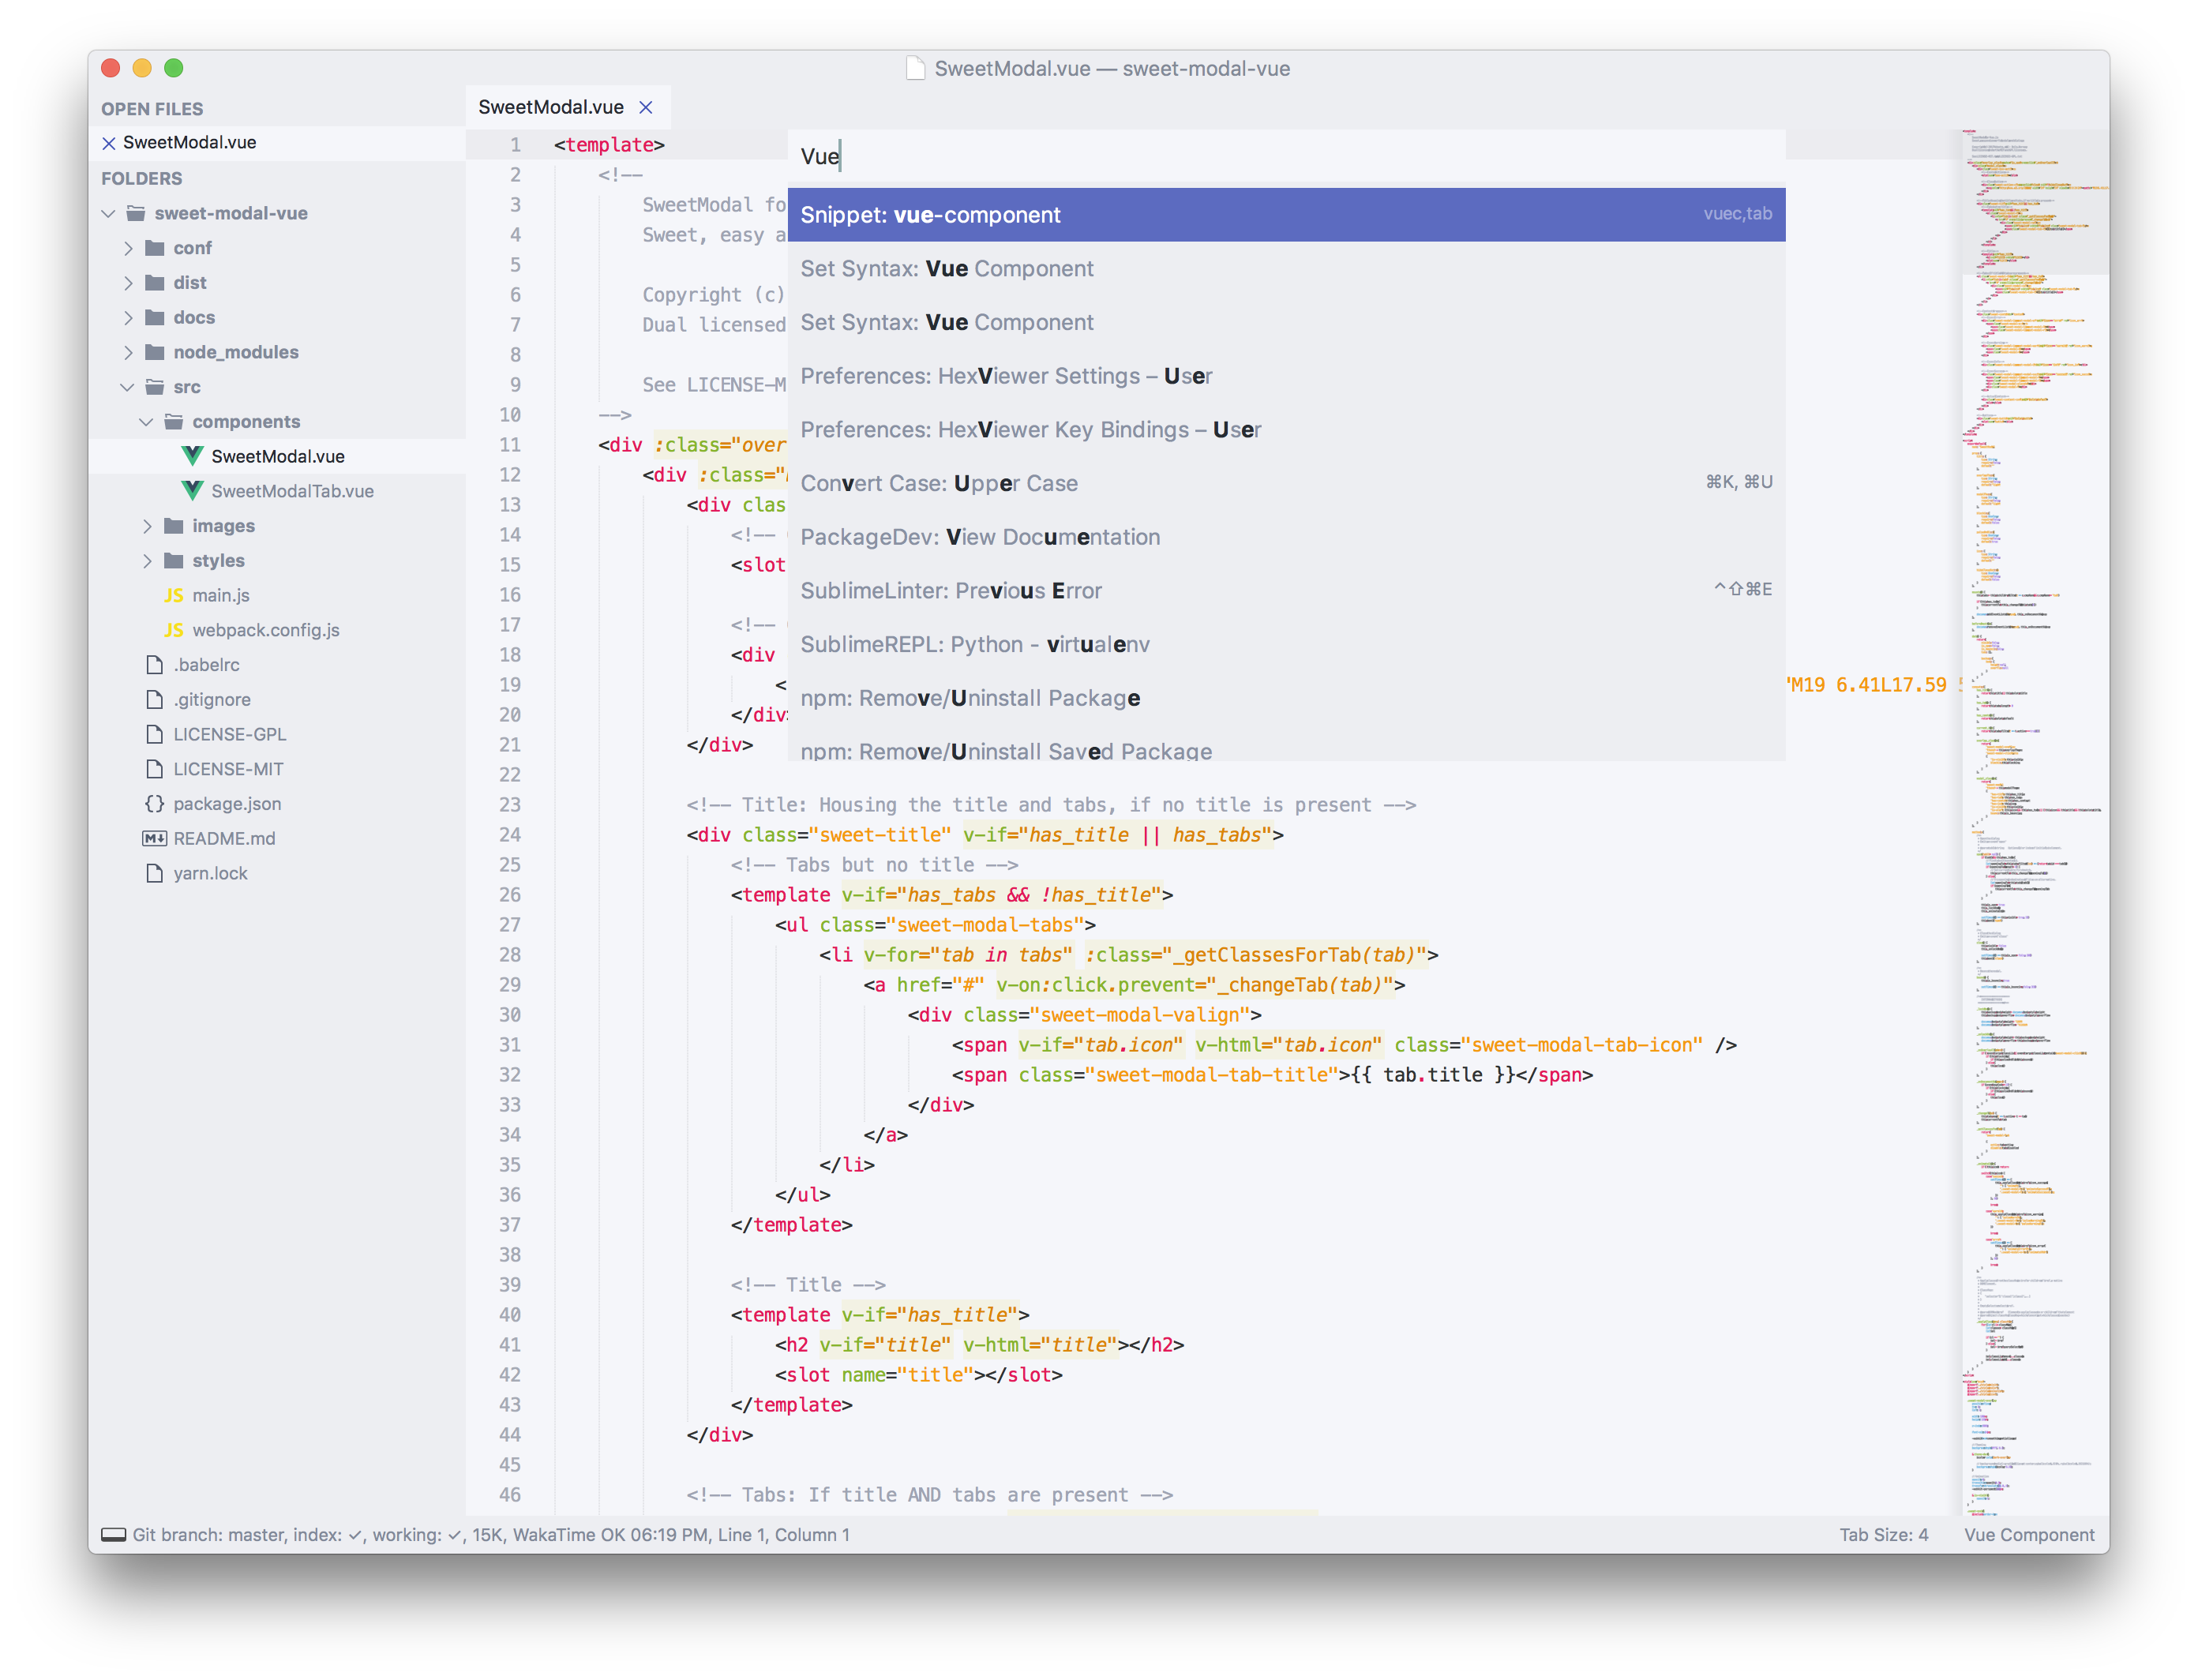 SweetModal.vue — sweet-modal-vue
OPEN FILES
SweetModal.vue
FOLDERS
sweet-modal-vue
conf
dist
docs
node_modules
src
components
SweetModal.vue
SweetModalTab.vue
images
styles
JS main.js
JS webpack.config.js
.babelrc
.gitignore
LICENSE-GPL
LICENSE-MIT
{} package.json
M↓ README.md
yarn.lock
SweetModal.vue
Vue
Snippet: vue-component vuec,tab
Set Syntax: Vue Component
Set Syntax: Vue Component
Preferences: HexViewer Settings – User
Preferences: HexViewer Key Bindings – User
Convert Case: Upper Case ⌘K, ⌘U
PackageDev: View Documentation
SublimeLinter: Previous Error ^⇧⌘E
SublimeREPL: Python - virtualenv
npm: Remove/Uninstall Package
npm: Remove/Uninstall Saved Package
1 <template>
2 <!--
3 SweetModal fo
4 Sweet, easy a
5
6 Copyright (c)
7 Dual licensed
8
9 See LICENSE-M
10 -->
11 <div :class="over
12 <div :class="
13 <div clas
14 <!--
15 <slot
16
17 <!--
18 <div
19 < "M19 6.41L17.59
20 </div>
21 </div>
22
23 <!-- Title: Housing the title and tabs, if no title is present -->
24 <div class="sweet-title" v-if="has_title || has_tabs">
25 <!-- Tabs but no title -->
26 <template v-if="has_tabs && !has_title">
27 <ul class="sweet-modal-tabs">
28 <li v-for="tab in tabs" :class="_getClassesForTab(tab)">
29 <a href="#" v-on:click.prevent="_changeTab(tab)">
30 <div class="sweet-modal-valign">
31 <span v-if="tab.icon" v-html="tab.icon" class="sweet-modal-tab-icon" />
32 <span class="sweet-modal-tab-title">{{ tab.title }}</span>
33 </div>
34 </a>
35 </li>
36 </ul>
37 </template>
38
39 <!-- Title -->
40 <template v-if="has_title">
41 <h2 v-if="title" v-html="title"></h2>
42 <slot name="title"></slot>
43 </template>
44 </div>
45
46 <!-- Tabs: If title AND tabs are present -->
Git branch: master, index: ✓, working: ✓, 15K, WakaTime OK 06:19 PM, Line 1, Column 1
Tab Size: 4 Vue Component